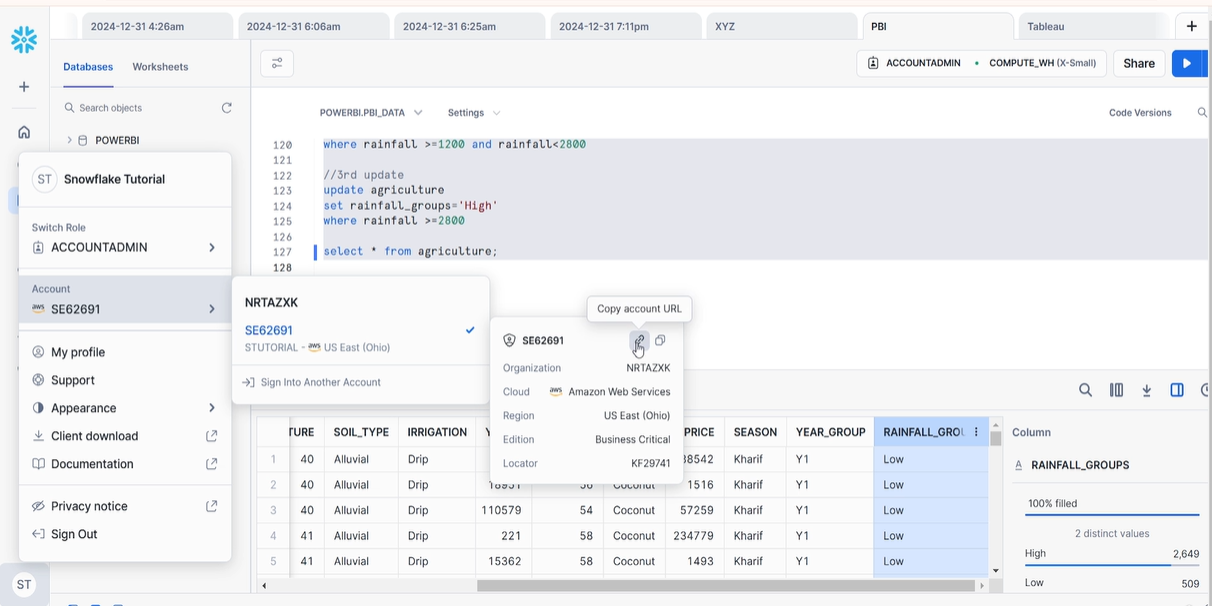 2024-12-31 4:26am
2024-12-31 6:06am
2024-12-31 6:25am
2024-12-31 7:11pm
XYZ
PBI
Tableau
Databases
Worksheets
ACCOUNTADMIN
COMPUTE_WH (X-Small)
Share
Search objects
POWERBI.PBI_DATA
Settings
Code Versions
POWERBI
120 where rainfall >=1200 and rainfall<2800
121
122 //3rd update
123 update agriculture
124 set rainfall_groups='High'
125 where rainfall >=2800
126
127 select * from agriculture;
128
ST Snowflake Tutorial
Switch Role
ACCOUNTADMIN
Account
aws SE62691
My profile
Support
Appearance
Client download
Documentation
Privacy notice
Sign Out
ST
NRTAZXK
SE62691
STUTORIAL - aws US East (Ohio)
Sign Into Another Account
Copy account URL
SE62691
Organization NRTAZXK
Cloud aws Amazon Web Services
Region US East (Ohio)
Edition Business Critical
Locator KF29741
TURE SOIL_TYPE IRRIGATION PRICE SEASON YEAR_GROUP RAINFALL_GROU
1 40 Alluvial Drip 38542 Kharif Y1 Low
2 40 Alluvial Drip 18951 56 Coconut 1516 Kharif Y1 Low
3 40 Alluvial Drip 110579 54 Coconut 57259 Kharif Y1 Low
4 41 Alluvial Drip 221 58 Coconut 234779 Kharif Y1 Low
5 41 Alluvial Drip 15362 58 Coconut 1493 Kharif Y1 Low
Column
A RAINFALL_GROUPS
100% filled
2 distinct values
High 2,649
Low 509